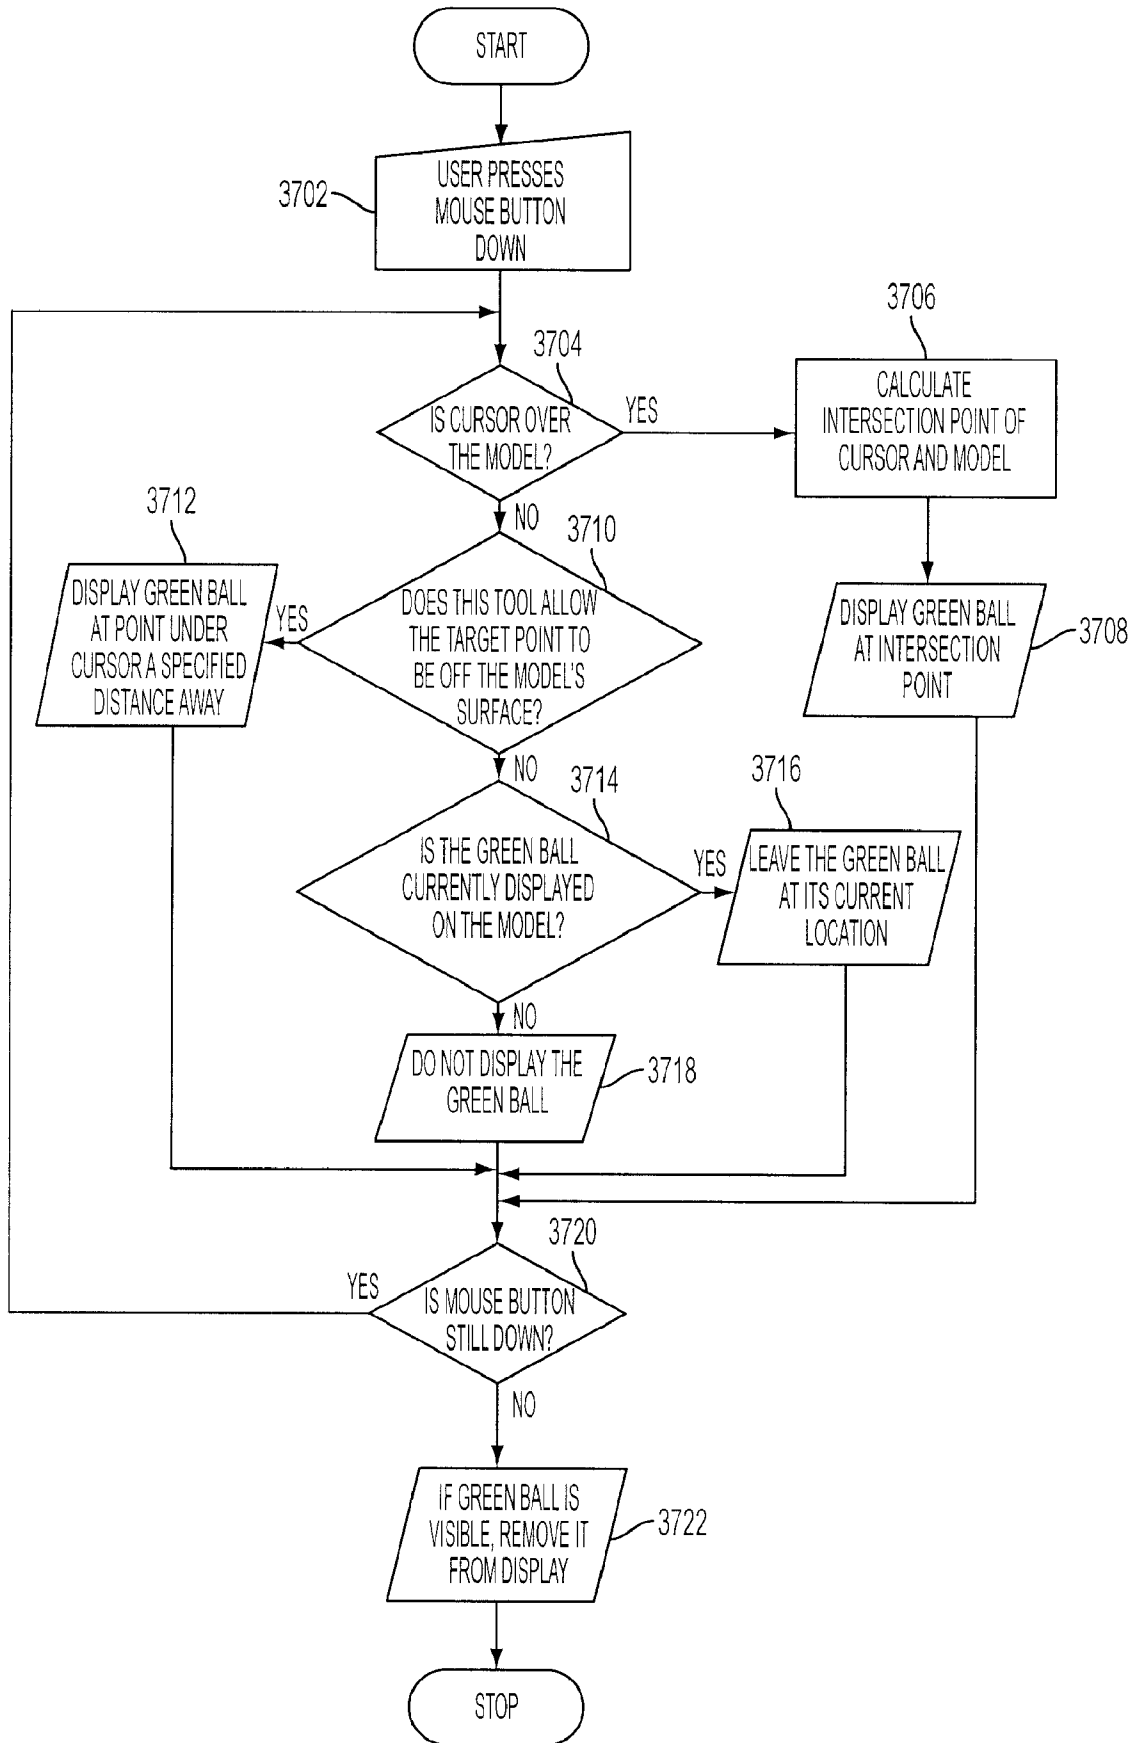 START
USER PRESSES
MOUSE BUTTON
DOWN
3702
3704
IS CURSOR OVER
THE MODEL?
YES
3706
CALCULATE
INTERSECTION POINT OF
CURSOR AND MODEL
NO
3708
DISPLAY GREEN BALL
AT INTERSECTION
POINT
3710
DOES THIS TOOL ALLOW
THE TARGET POINT TO
BE OFF THE MODEL'S
SURFACE?
YES
3712
DISPLAY GREEN BALL
AT POINT UNDER
CURSOR A SPECIFIED
DISTANCE AWAY
NO
3714
IS THE GREEN BALL
CURRENTLY DISPLAYED
ON THE MODEL?
YES
3716
LEAVE THE GREEN BALL
AT ITS CURRENT
LOCATION
NO
DO NOT DISPLAY THE
GREEN BALL
3718
3720
YES
IS MOUSE BUTTON
STILL DOWN?
NO
IF GREEN BALL IS
VISIBLE, REMOVE IT
FROM DISPLAY
3722
STOP